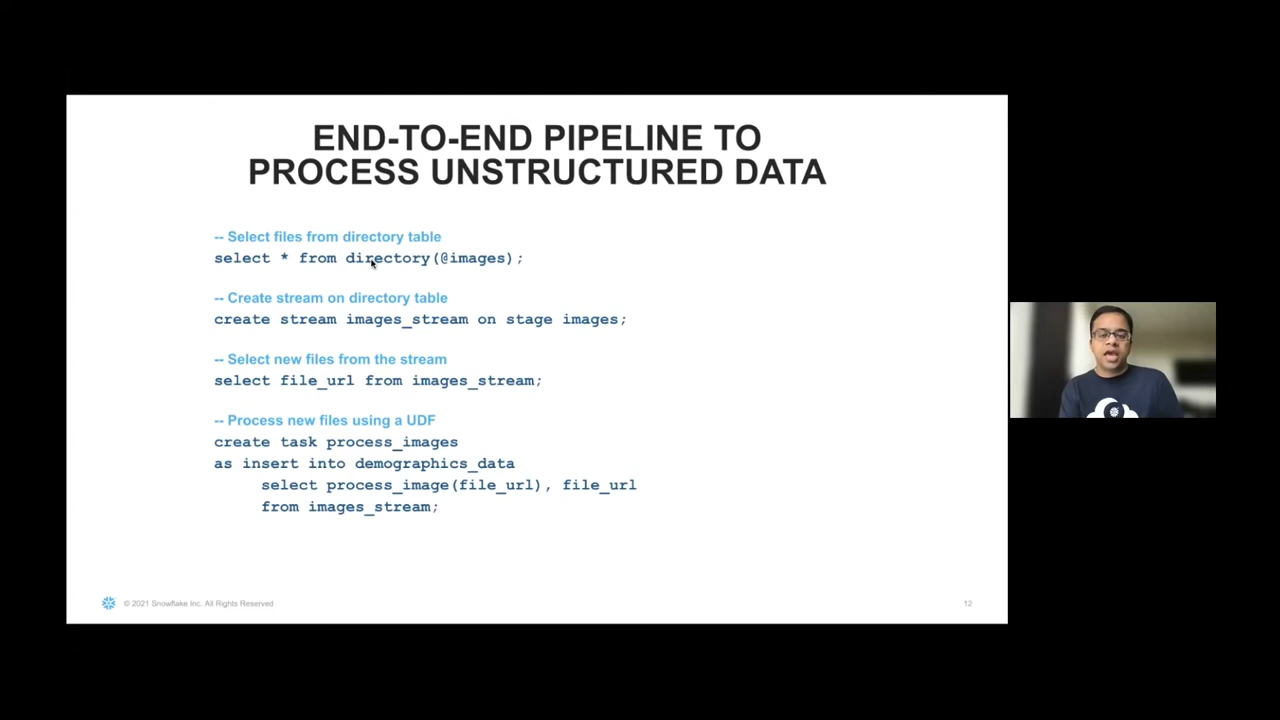 END-TO-END PIPELINE TO
PROCESS UNSTRUCTURED DATA
-- Select files from directory table
select * from directory(@images);
-- Create stream on directory table
create stream images_stream on stage images;
-- Select new files from the stream
select file_url from images_stream;
-- Process new files using a UDF
create task process_images
as insert into demographics_data
select process_image(file_url), file_url
from images_stream;
© 2021 Snowflake Inc. All Rights Reserved
12